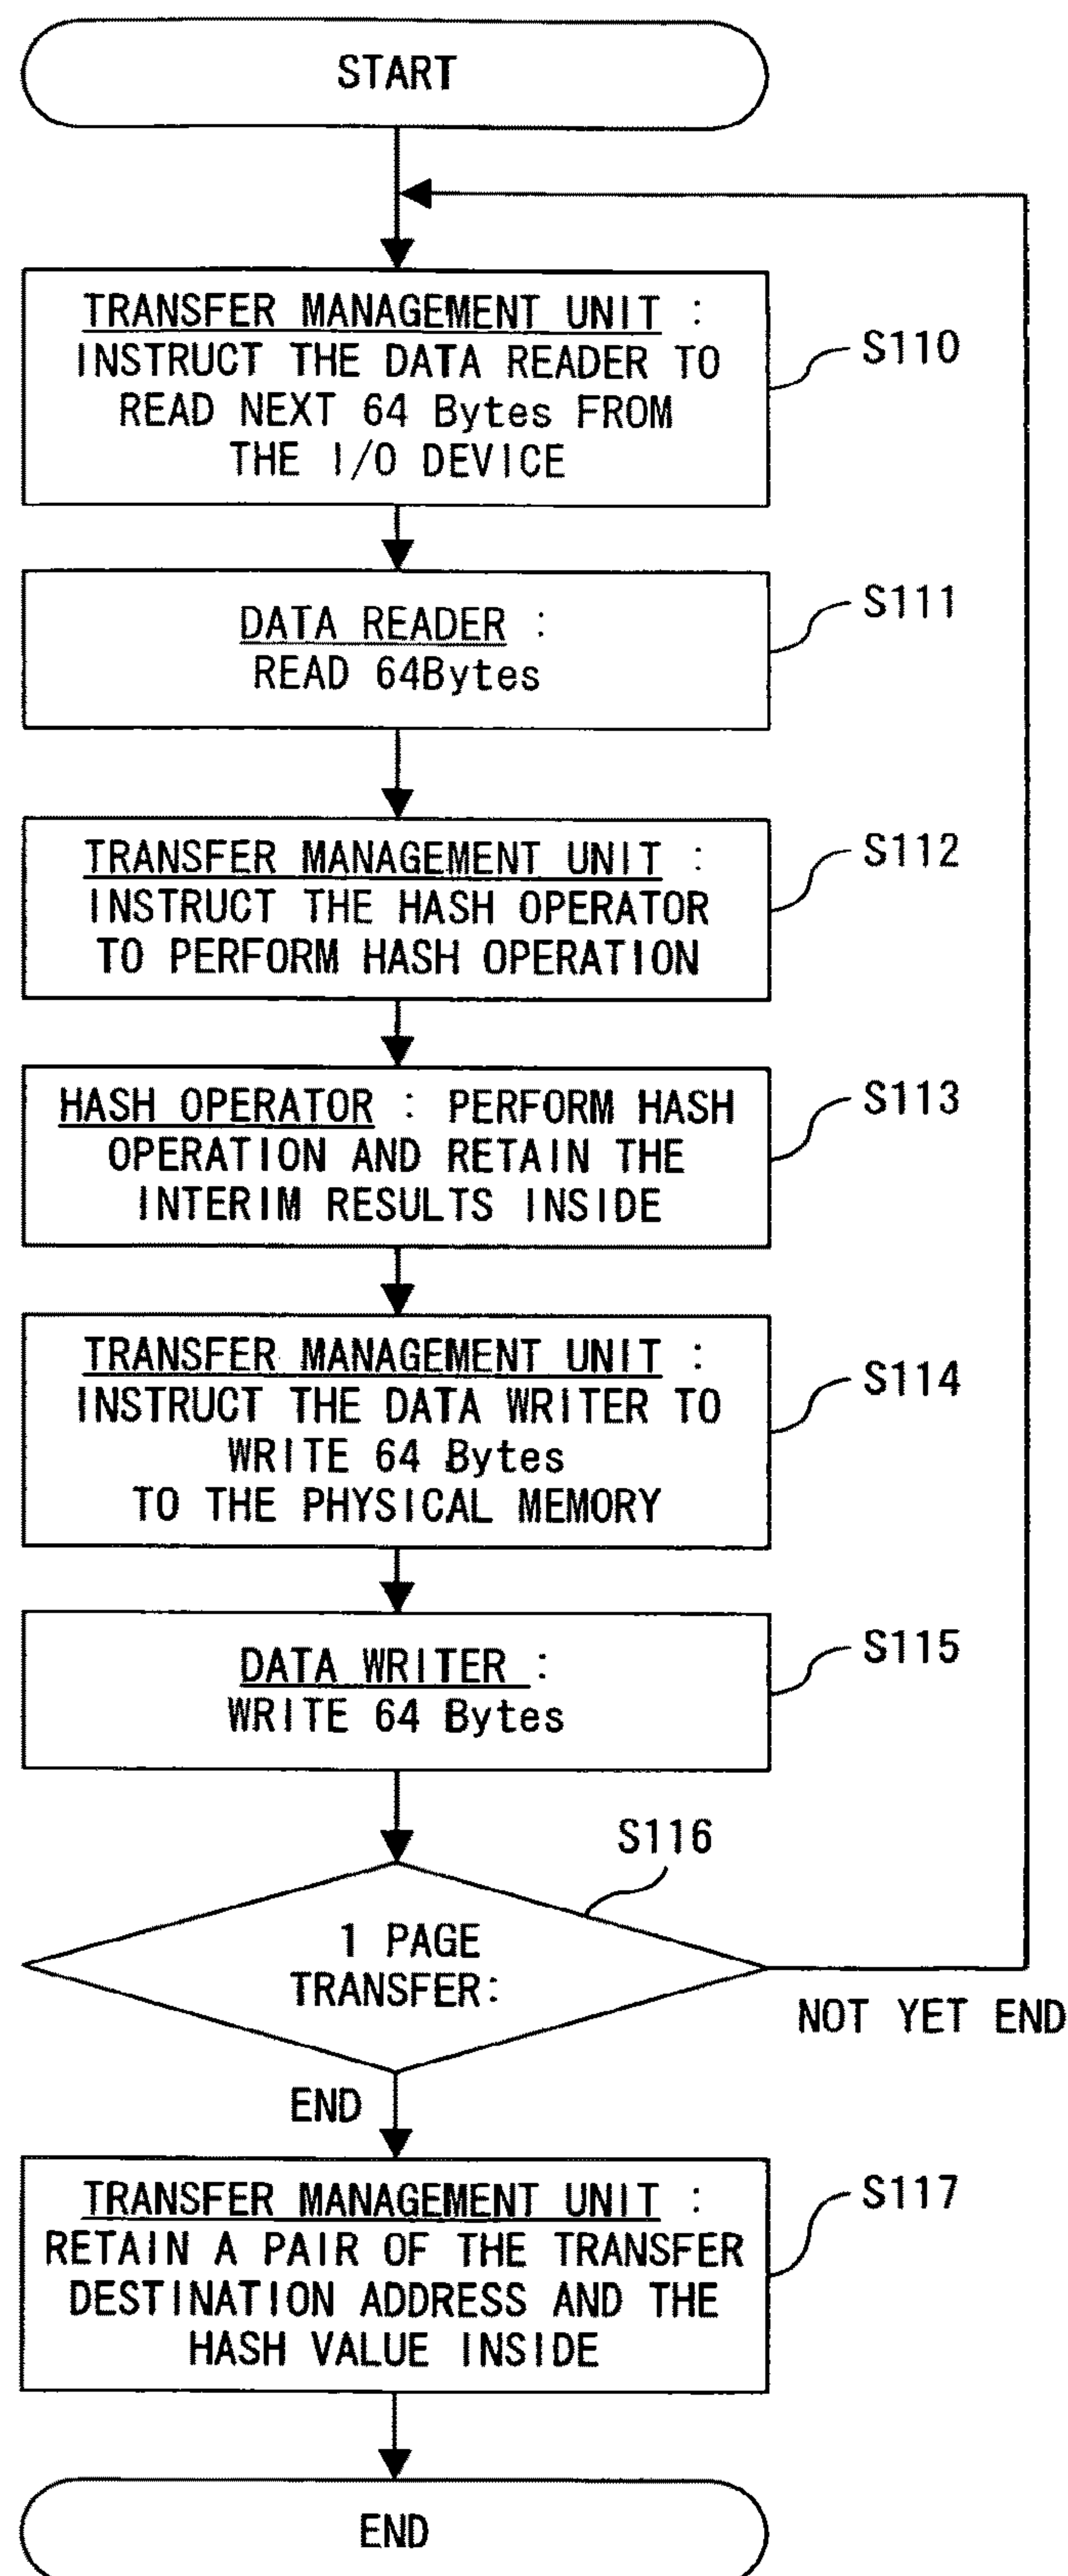 START
TRANSFER MANAGEMENT UNIT :
INSTRUCT THE DATA READER TO
READ NEXT 64 Bytes FROM
THE I/O DEVICE
S110
DATA READER :
READ 64Bytes
S111
TRANSFER MANAGEMENT UNIT :
INSTRUCT THE HASH OPERATOR
TO PERFORM HASH OPERATION
S112
HASH OPERATOR : PERFORM HASH
OPERATION AND RETAIN THE
INTERIM RESULTS INSIDE
S113
TRANSFER MANAGEMENT UNIT :
INSTRUCT THE DATA WRITER TO
WRITE 64 Bytes
TO THE PHYSICAL MEMORY
S114
DATA WRITER :
WRITE 64 Bytes
S115
S116
1 PAGE
TRANSFER:
NOT YET END
END
TRANSFER MANAGEMENT UNIT :
RETAIN A PAIR OF THE TRANSFER
DESTINATION ADDRESS AND THE
HASH VALUE INSIDE
S117
END